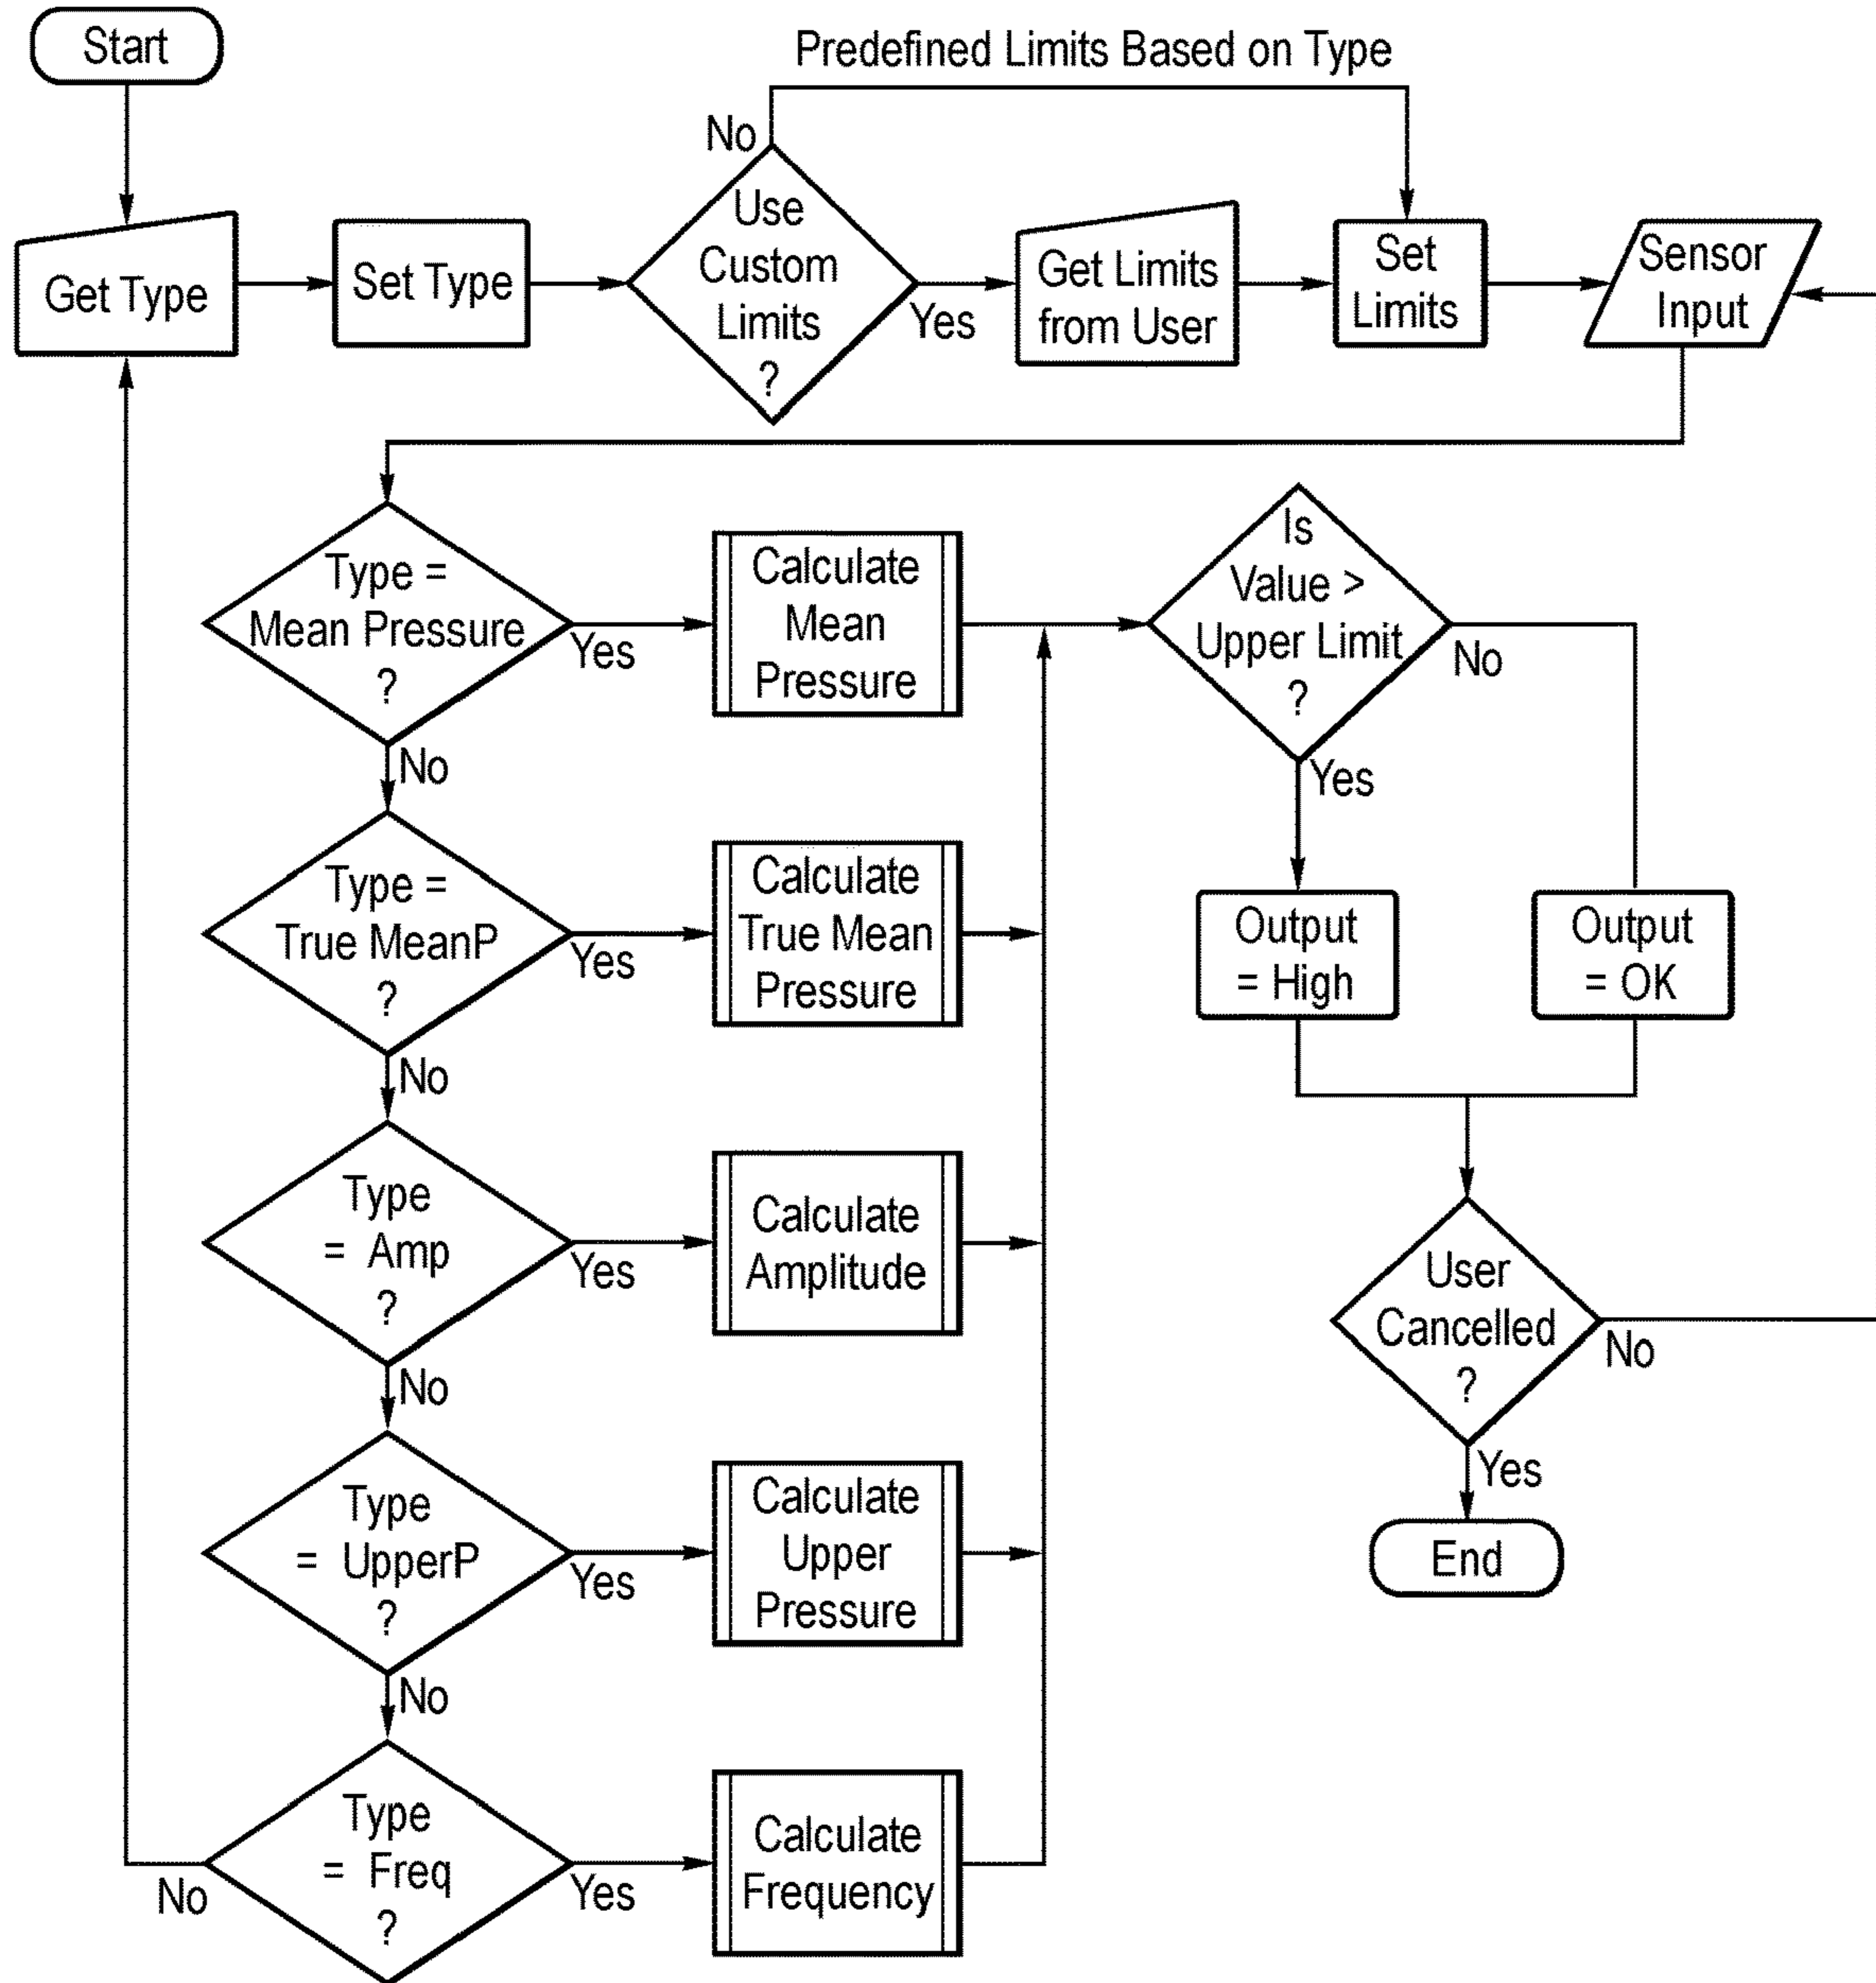 Start
Predefined Limits Based on Type
No
Get Type
Set Type
Use
Custom
Limits
?
Yes
Get Limits
from User
Set
Limits
Sensor
Input
Type =
Mean Pressure
?
Yes
Calculate
Mean
Pressure
Is
Value >
Upper Limit
?
No
No
Yes
Type =
True MeanP
?
Yes
Calculate
True Mean
Pressure
Output
= High
Output
= OK
No
Type
= Amp
?
Yes
Calculate
Amplitude
User
Cancelled
?
No
No
Yes
Type
= UpperP
?
Yes
Calculate
Upper
Pressure
End
No
Type
= Freq
?
No
Yes
Calculate
Frequency